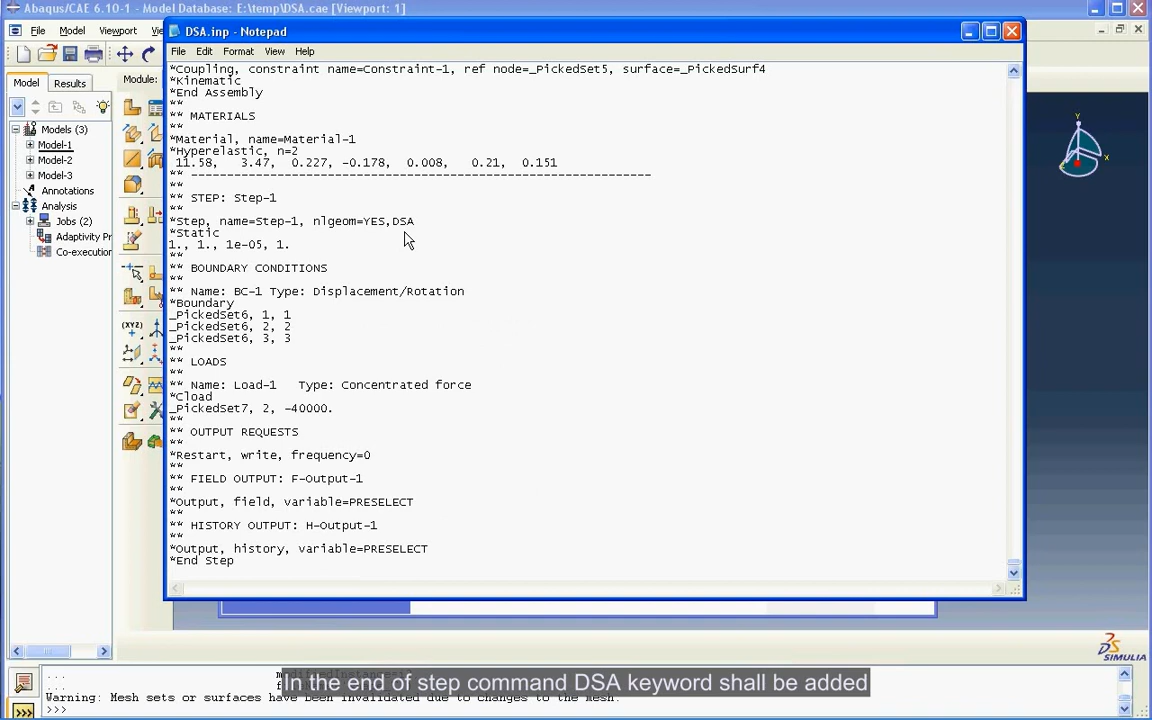 Abaqus/CAE 6.10-1 - Model Database: E:\temp\DSA.cae [Viewport: 1]
File Model Viewport
DSA.inp - Notepad
File Edit Format View Help
Model Results
Module:
Models (3)
Model-1
Model-2
Model-3
Annotations
Analysis
Jobs (2)
Adaptivity Pr
Co-execution
(XYZ)
*Coupling, constraint name=Constraint-1, ref node=_PickedSet5, surface=_PickedSurf4
*Kinematic
*End Assembly
**
** MATERIALS
**
*Material, name=Material-1
*Hyperelastic, n=2
11.58, 3.47, 0.227, -0.178, 0.008, 0.21, 0.151
** ----------------------------------------------------------------
**
** STEP: Step-1
**
*Step, name=Step-1, nlgeom=YES,DSA
*Static
1., 1., 1e-05, 1.
**
** BOUNDARY CONDITIONS
**
** Name: BC-1 Type: Displacement/Rotation
*Boundary
_PickedSet6, 1, 1
_PickedSet6, 2, 2
_PickedSet6, 3, 3
**
** LOADS
**
** Name: Load-1 Type: Concentrated force
*Cload
_PickedSet7, 2, -40000.
**
** OUTPUT REQUESTS
**
*Restart, write, frequency=0
**
** FIELD OUTPUT: F-Output-1
**
*Output, field, variable=PRESELECT
**
** HISTORY OUTPUT: H-Output-1
**
*Output, history, variable=PRESELECT
*End Step
Y
X
SIMULIA
...
...
Warning: Mesh sets or surfaces have been invalidated due to changes to the mesh.
>>>
In the end of step command DSA keyword shall be added